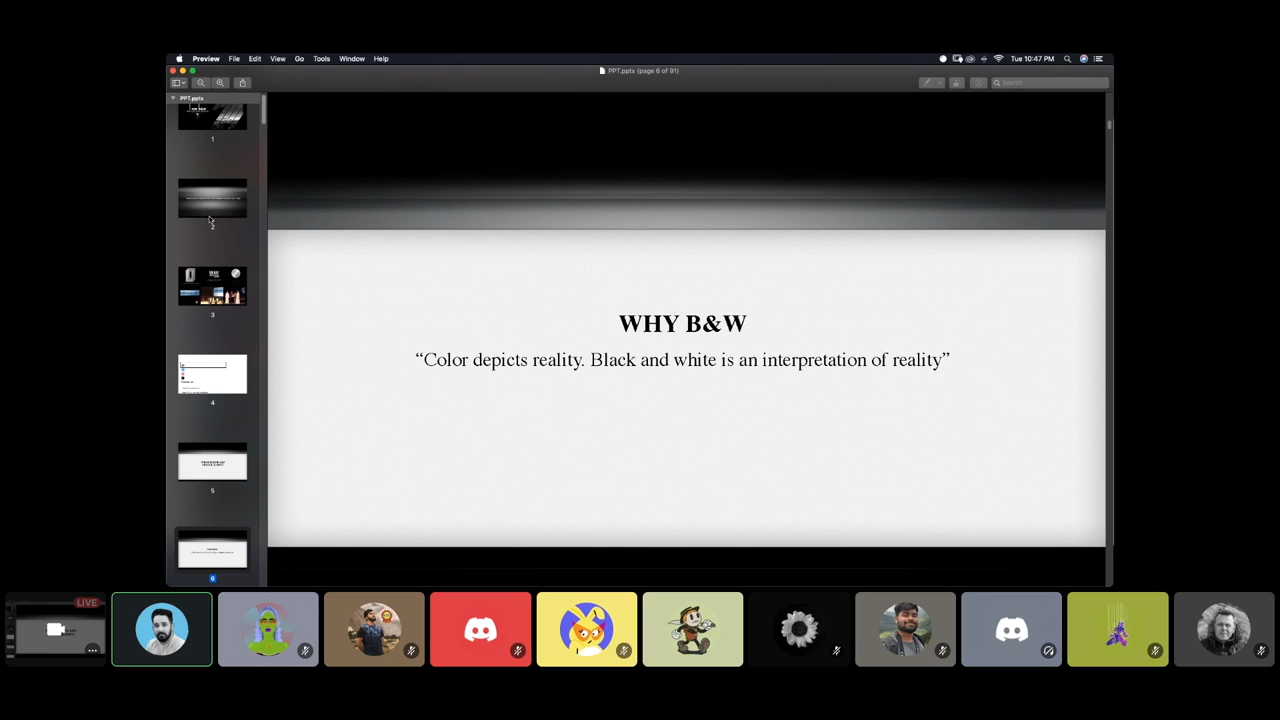 Preview File Edit View Go Tools Window Help
Tue 10:47 PM
PPT.pptx (page 6 of 91)
Search
PPT.pptx
1
2
3
4
5
6
WHY B&W
“Color depicts reality. Black and white is an interpretation of reality”
LIVE